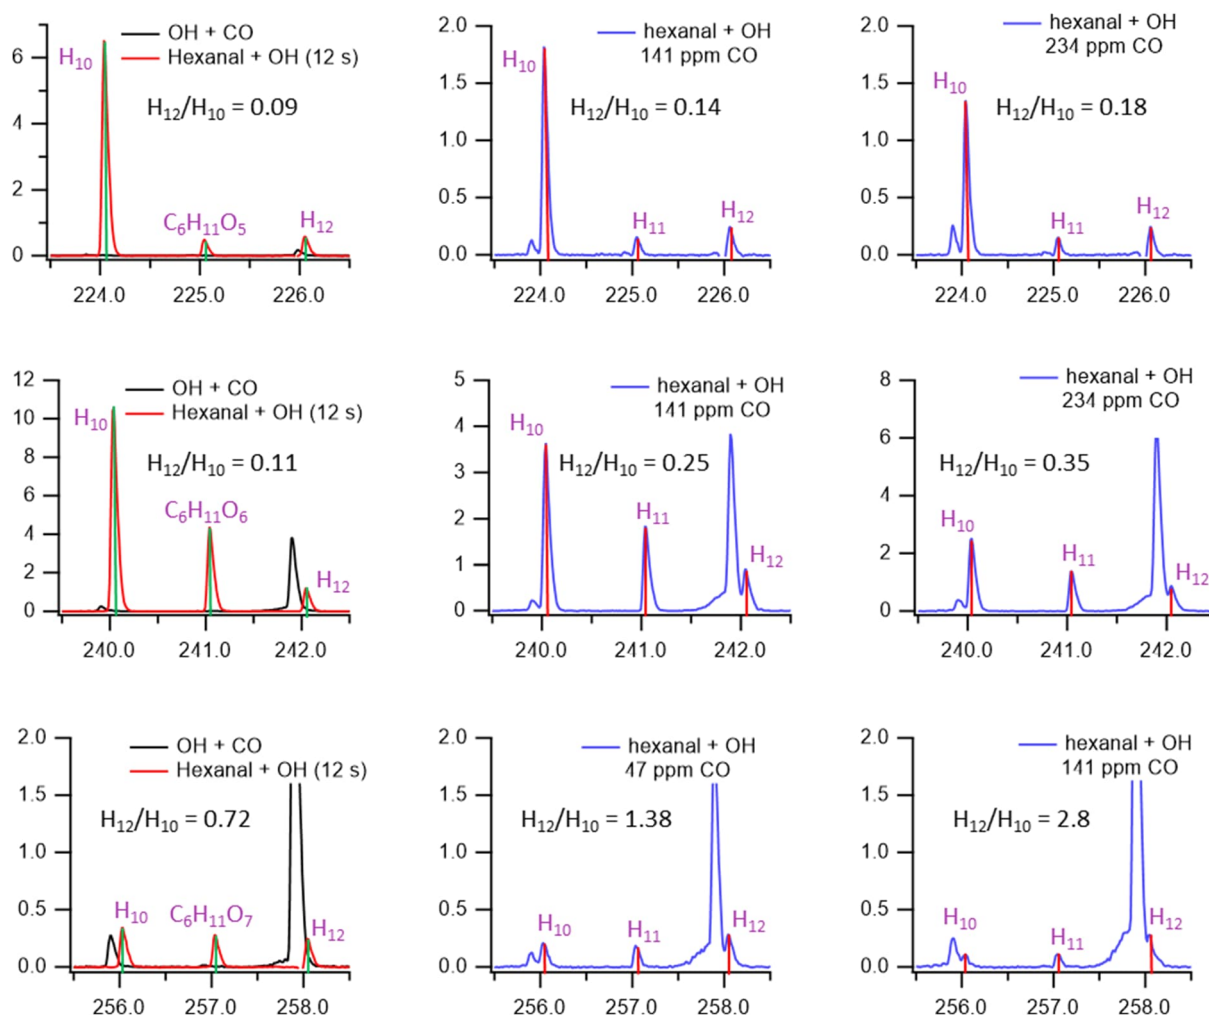 OH + CO
Hexanal + OH (12 s)
H₁₀
H₁₂/H₁₀ = 0.09
C₆H₁₁O₅
H₁₂
6
4
2
0
224.0 225.0 226.0
hexanal + OH
141 ppm CO
H₁₀
H₁₂/H₁₀ = 0.14
H₁₁
H₁₂
2.0
1.5
1.0
0.5
0.0
224.0 225.0 226.0
hexanal + OH
234 ppm CO
H₁₀
H₁₂/H₁₀ = 0.18
H₁₁
H₁₂
2.0
1.5
1.0
0.5
0.0
224.0 225.0 226.0
OH + CO
Hexanal + OH (12 s)
H₁₀
H₁₂/H₁₀ = 0.11
C₆H₁₁O₆
H₁₂
12
10
8
6
4
2
0
240.0 241.0 242.0
hexanal + OH
141 ppm CO
H₁₀
H₁₂/H₁₀ = 0.25
H₁₁
H₁₂
5
4
3
2
1
0
240.0 241.0 242.0
hexanal + OH
234 ppm CO
H₁₂/H₁₀ = 0.35
H₁₀
H₁₁
H₁₂
8
6
4
2
0
240.0 241.0 242.0
OH + CO
Hexanal + OH (12 s)
H₁₂/H₁₀ = 0.72
H₁₀
C₆H₁₁O₇
H₁₂
2.0
1.5
1.0
0.5
0.0
256.0 257.0 258.0
hexanal + OH
47 ppm CO
H₁₂/H₁₀ = 1.38
H₁₀
H₁₁
H₁₂
2.0
1.5
1.0
0.5
0.0
256.0 257.0 258.0
hexanal + OH
141 ppm CO
H₁₂/H₁₀ = 2.8
H₁₀
H₁₁
H₁₂
2.0
1.5
1.0
0.5
0.0
256.0 257.0 258.0